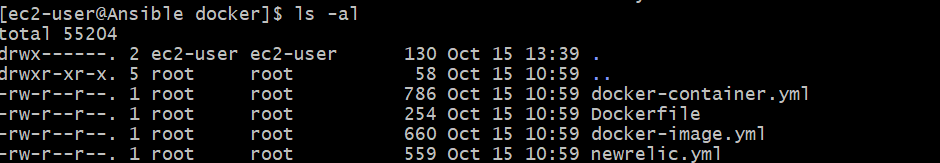 [ec2-user@Ansible docker]$ ls -al
total 55204
drwx------. 2 ec2-user ec2-user 130 Oct 15 13:39 .
drwxr-xr-x. 5 root root 58 Oct 15 10:59 ..
-rw-r--r--. 1 root root 786 Oct 15 10:59 docker-container.yml
-rw-r--r--. 1 root root 254 Oct 15 10:59 Dockerfile
-rw-r--r--. 1 root root 660 Oct 15 10:59 docker-image.yml
-rw-r--r--. 1 root root 559 Oct 15 10:59 newrelic.yml